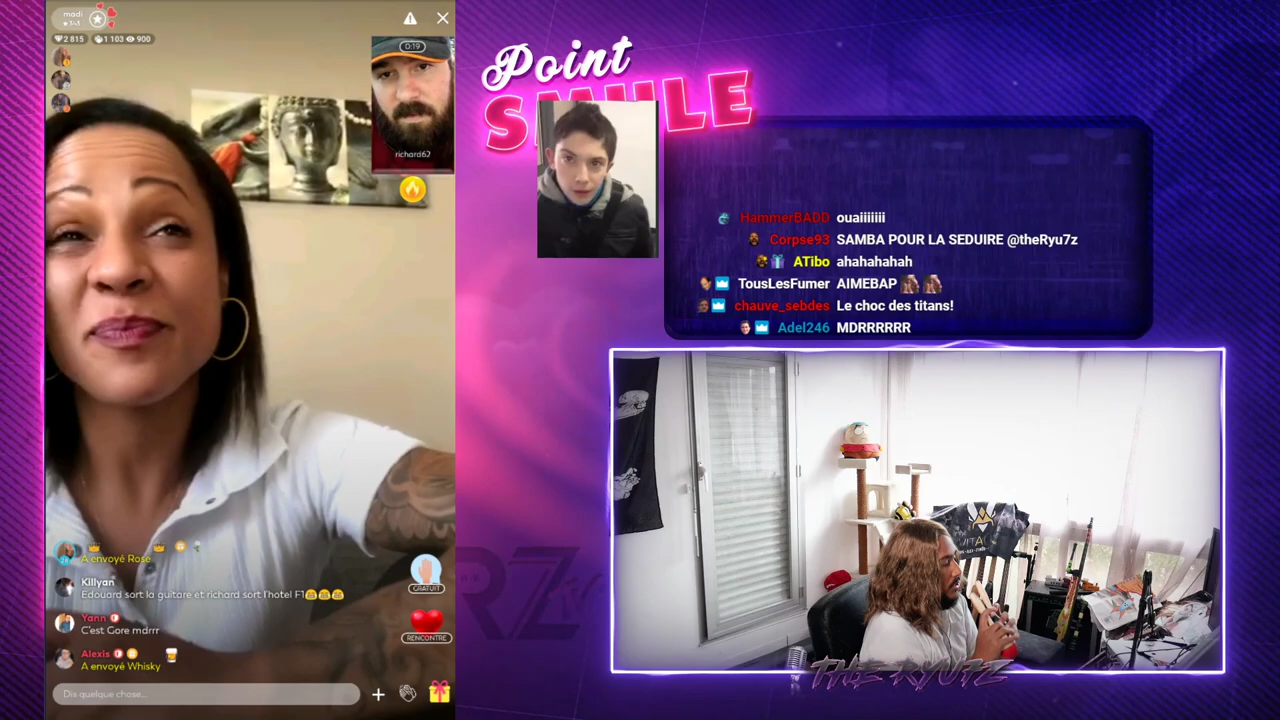 madi
★343
2 815
1 103
900
0:19
richard62
Point
SMILE
HammerBADD ouaiiiiiii
Corpse93 SAMBA POUR LA SEDUIRE @theRyu7z
ATibo ahahahahah
TousLesFumer AIMEBAP
chauve_sebdes Le choc des titans!
Adel246 MDRRRRRR
A envoyé Rose
Killyan
Edouard sort la guitare et richard sort l'hotel F1
Yann
C'est Gore mdrrr
Alexis
A envoyé Whisky
GRATUIT
RENCONTRE
Dis quelque chose...
THE RYU7Z